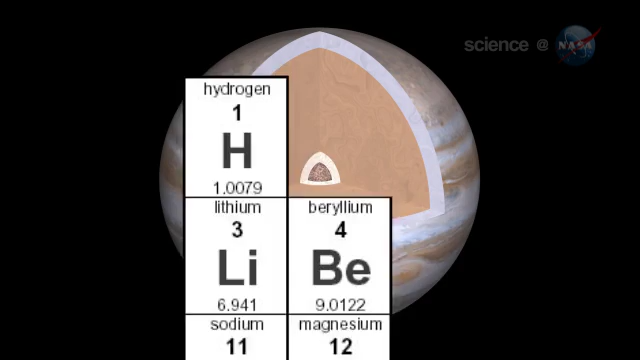 science @ NASA
hydrogen
1
H
1.0079
lithium
3
Li
6.941
beryllium
4
Be
9.0122
sodium
11
magnesium
12